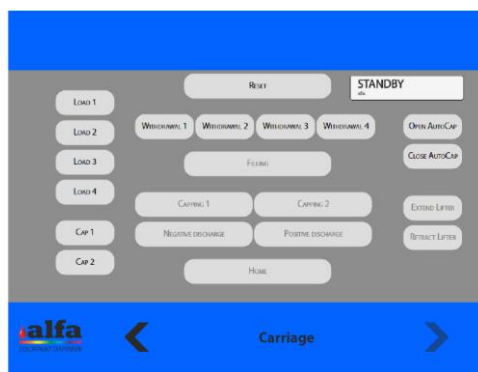 RESET
STANDBY
LOAD 1
LOAD 2
LOAD 3
LOAD 4
CAP 1
CAP 2
WITHDRAWAL 1 WITHDRAWAL 2 WITHDRAWAL 3 WITHDRAWAL 4
FILLING
CAPPING 1 CAPPING 2
NEGATIVE DISCHARGE POSITIVE DISCHARGE
HOME
OPEN AUTOCAP
CLOSE AUTOCAP
EXTEND LIFTER
RETRACT LIFTER
alfa
Carriage